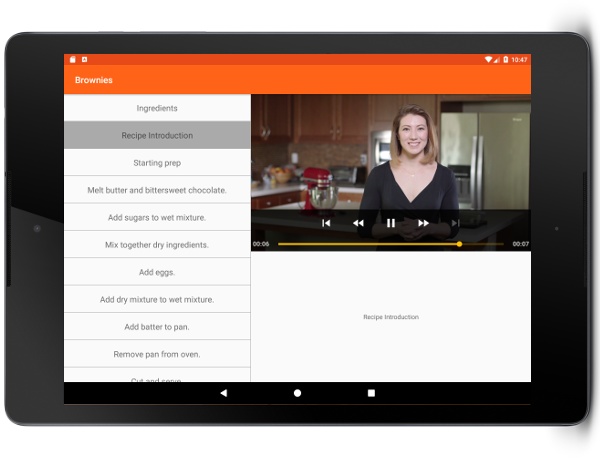 10:47
Brownies
Ingredients
Recipe Introduction
Starting prep
Melt butter and bittersweet chocolate.
Add sugars to wet mixture.
Mix together dry ingredients.
Add eggs.
Add dry mixture to wet mixture.
Add batter to pan.
Remove pan from oven.
Cut and serve
00:06
00:07
Recipe Introduction